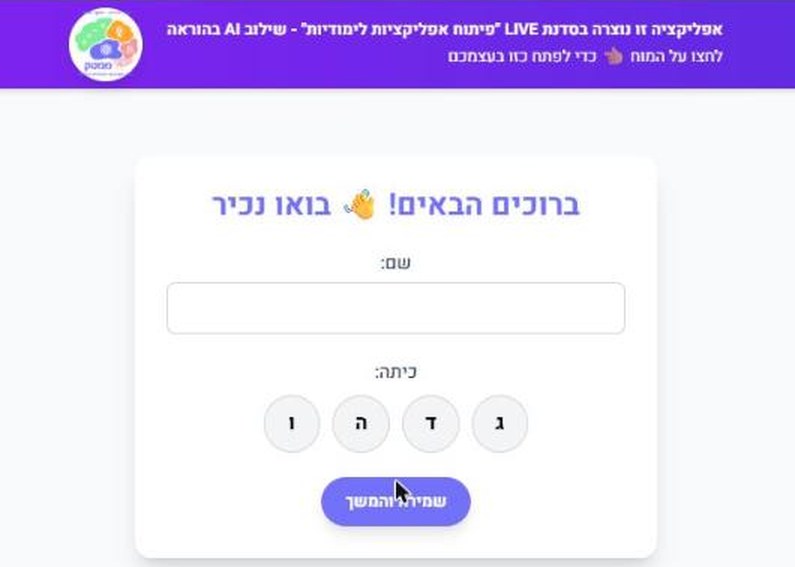 אפליקציה זו נוצרה בסדנת LIVE "פיתוח אפליקציות לימודיות" - שילוב AI בהוראה
לחצו על המוח 👈🏽 כדי לפתח כזו בעצמכם
ממטק
ברוכים הבאים! 👋 בואו נכיר
שם:
כיתה:
ג ד ה ו
שמירה והמשך